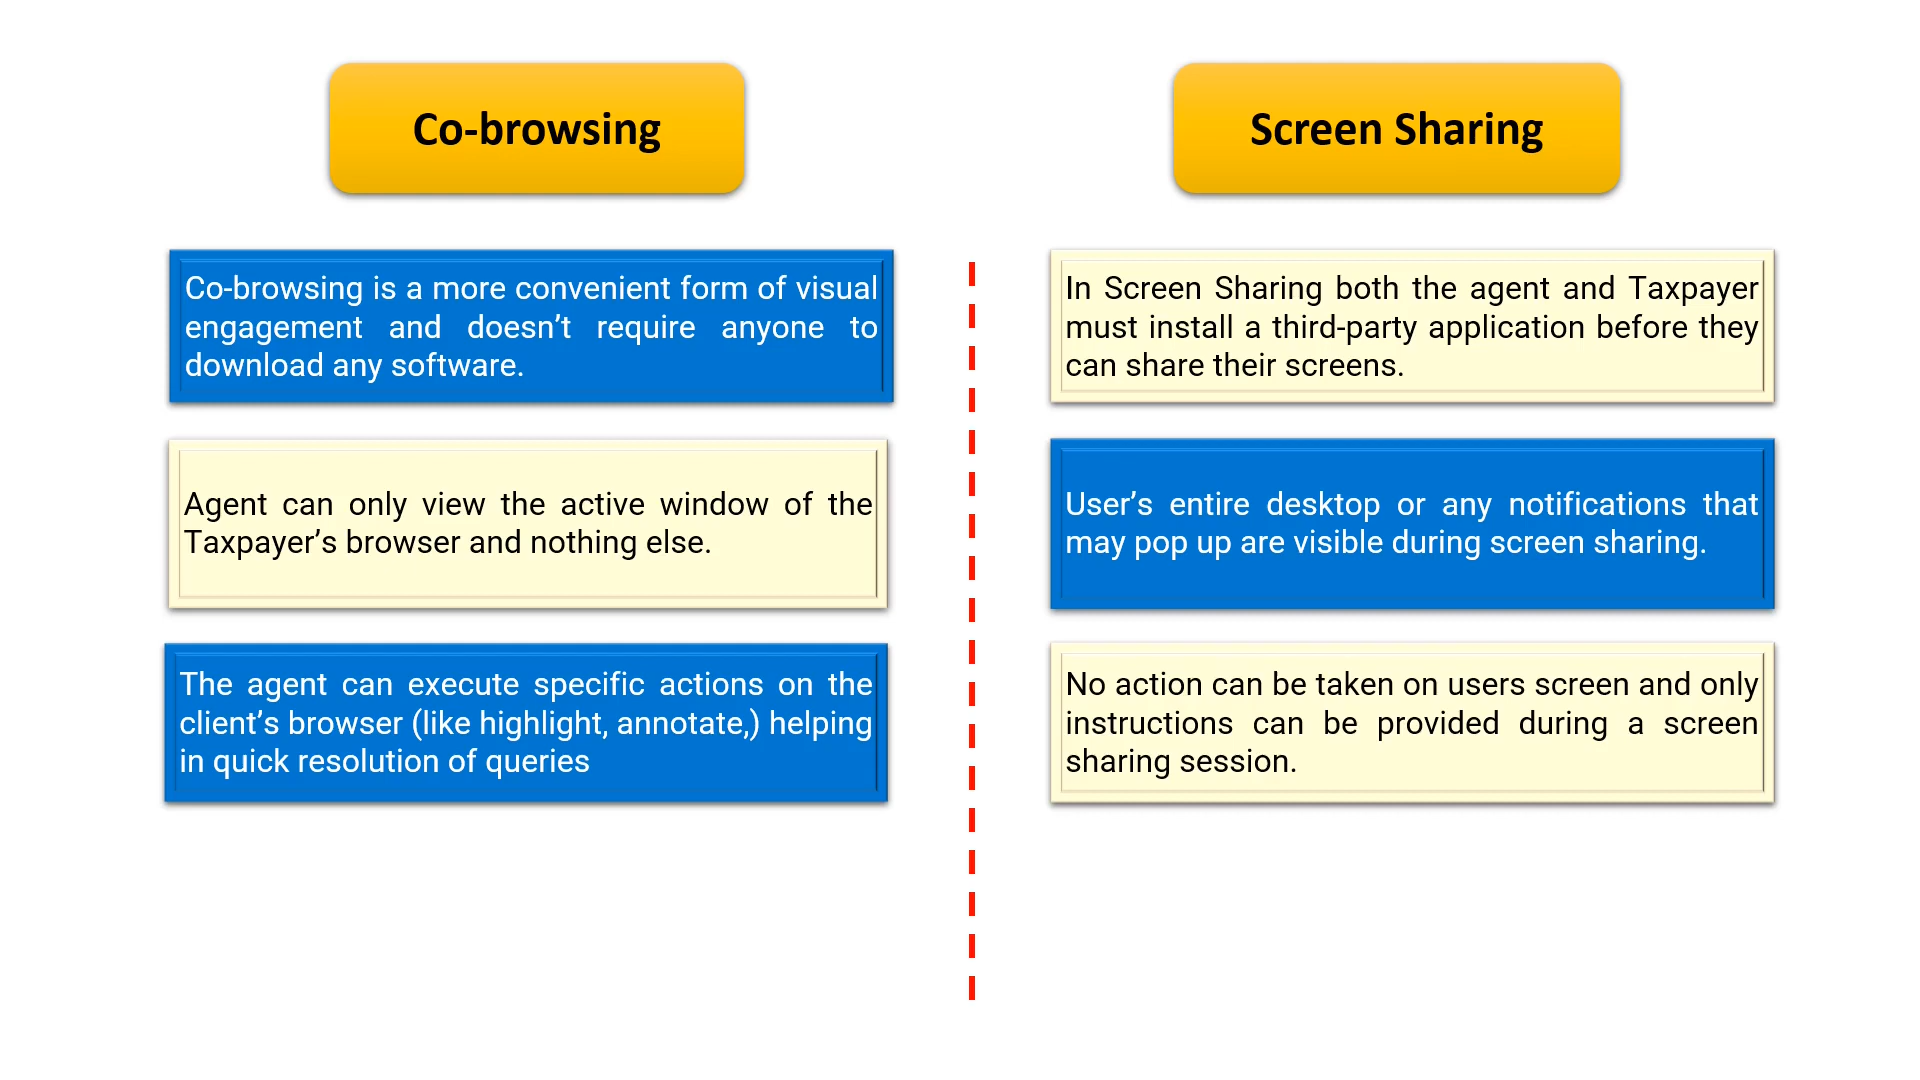 Co-browsing
Co-browsing is a more convenient form of visual
engagement and doesn’t require anyone to
download any software.
Agent can only view the active window of the
Taxpayer’s browser and nothing else.
The agent can execute specific actions on the
client’s browser (like highlight, annotate,) helping
in quick resolution of queries
Screen Sharing
In Screen Sharing both the agent and Taxpayer
must install a third-party application before they
can share their screens.
User’s entire desktop or any notifications that
may pop up are visible during screen sharing.
No action can be taken on users screen and only
instructions can be provided during a screen
sharing session.